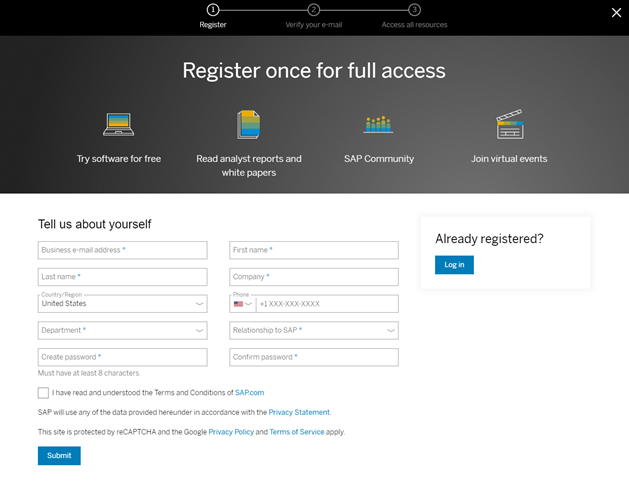 1
2
3
Register
Verify your e-mail
Access all resources
Register once for full access
Try software for free
Read analyst reports and
white papers
SAP Community
Join virtual events
Tell us about yourself
Business e-mail address *
First name *
Last name *
Company *
Country/Region
United States
Phone
+1 XXX-XXX-XXXX
Department *
Relationship to SAP *
Create password *
Confirm password *
Must have at least 8 characters.
I have read and understood the Terms and Conditions of SAP.com
SAP will use any of the data provided hereunder in accordance with the Privacy Statement.
This site is protected by reCAPTCHA and the Google Privacy Policy and Terms of Service apply.
Submit
Already registered?
Log in